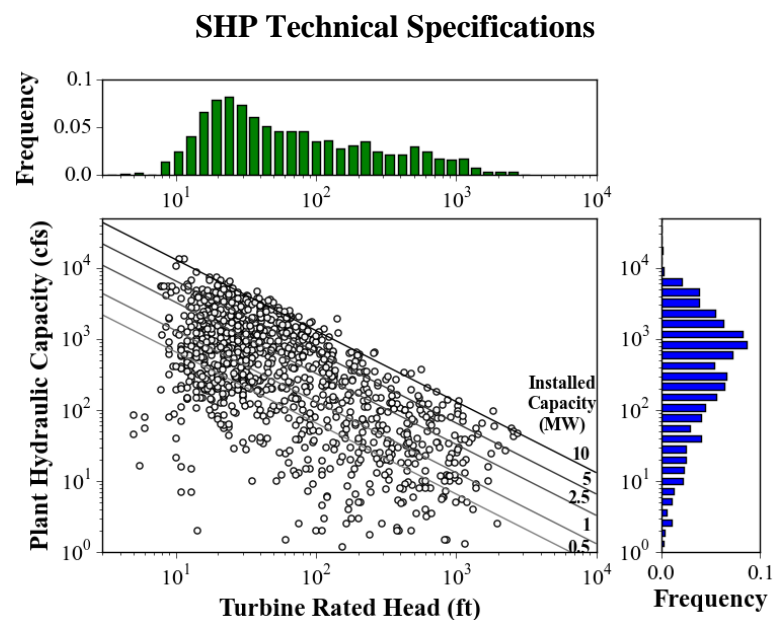 SHP Technical Specifications
Frequency
0.1
0.05
0.0
10^1 10^2 10^3 10^4
Plant Hydraulic Capacity (cfs)
10^4
10^3
10^2
10^1
10^0
Installed
Capacity
(MW)
10
5
2.5
1
0.5
10^1 10^2 10^3 10^4
Turbine Rated Head (ft)
10^4
10^3
10^2
10^1
10^0
0.0 0.1
Frequency